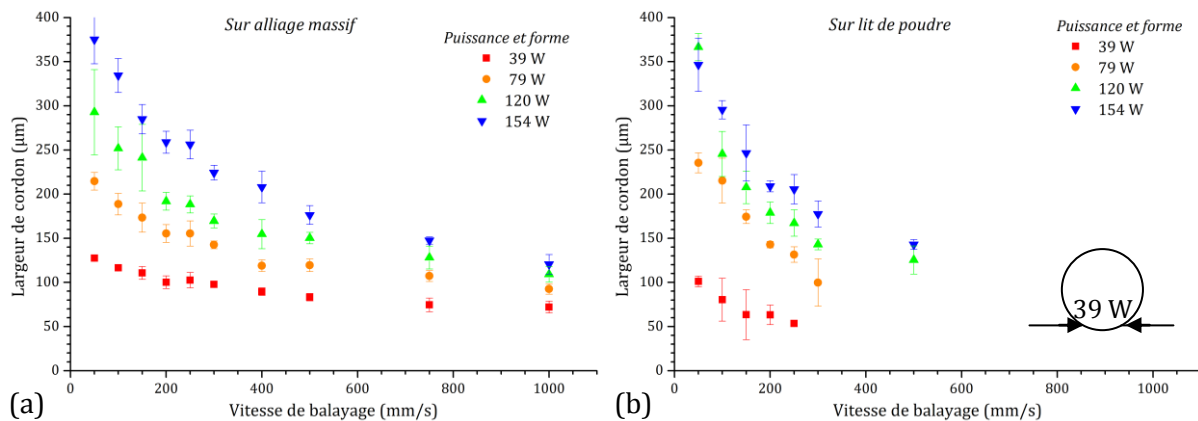 Sur alliage massif
Puissance et forme
39 W
79 W
120 W
154 W
Largeur de cordon (µm)
400
350
300
250
200
150
100
50
0
0
200
400
600
800
1000
Vitesse de balayage (mm/s)
(a)
Sur lit de poudre
Puissance et forme
39 W
79 W
120 W
154 W
Largeur de cordon (µm)
400
350
300
250
200
150
100
50
0
39 W
0
200
400
600
800
1000
Vitesse de balayage (mm/s)
(b)